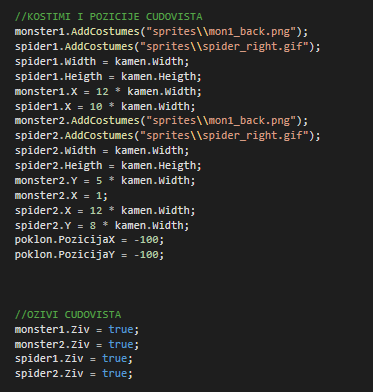 //KOSTIMI I POZICIJE CUDOVISTA
monster1.AddCostumes("sprites\\mon1_back.png");
spider1.AddCostumes("sprites\\spider_right.gif");
spider1.Width = kamen.Width;
spider1.Heigth = kamen.Heigth;
monster1.X = 12 * kamen.Width;
spider1.X = 10 * kamen.Width;
monster2.AddCostumes("sprites\\mon1_back.png");
spider2.AddCostumes("sprites\\spider_right.gif");
spider2.Width = kamen.Width;
spider2.Heigth = kamen.Heigth;
monster2.Y = 5 * kamen.Width;
monster2.X = 1;
spider2.X = 12 * kamen.Width;
spider2.Y = 8 * kamen.Width;
poklon.PozicijaX = -100;
poklon.PozicijaY = -100;
//OZIVI CUDOVISTA
monster1.Ziv = true;
monster2.Ziv = true;
spider1.Ziv = true;
spider2.Ziv = true;